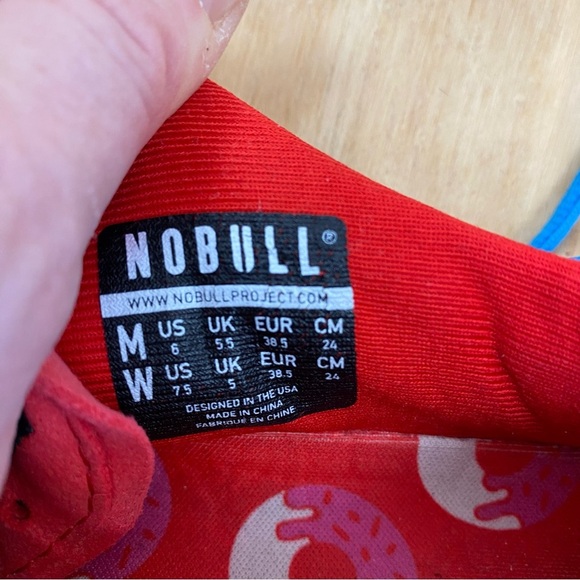 NOBULL®
WWW.NOBULLPROJECT.COM
M US UK EUR CM
6 5.5 38.5 24
W US UK EUR CM
7.5 5 38.5 24
DESIGNED IN THE USA
MADE IN CHINA
FABRIQUE EN CHINE